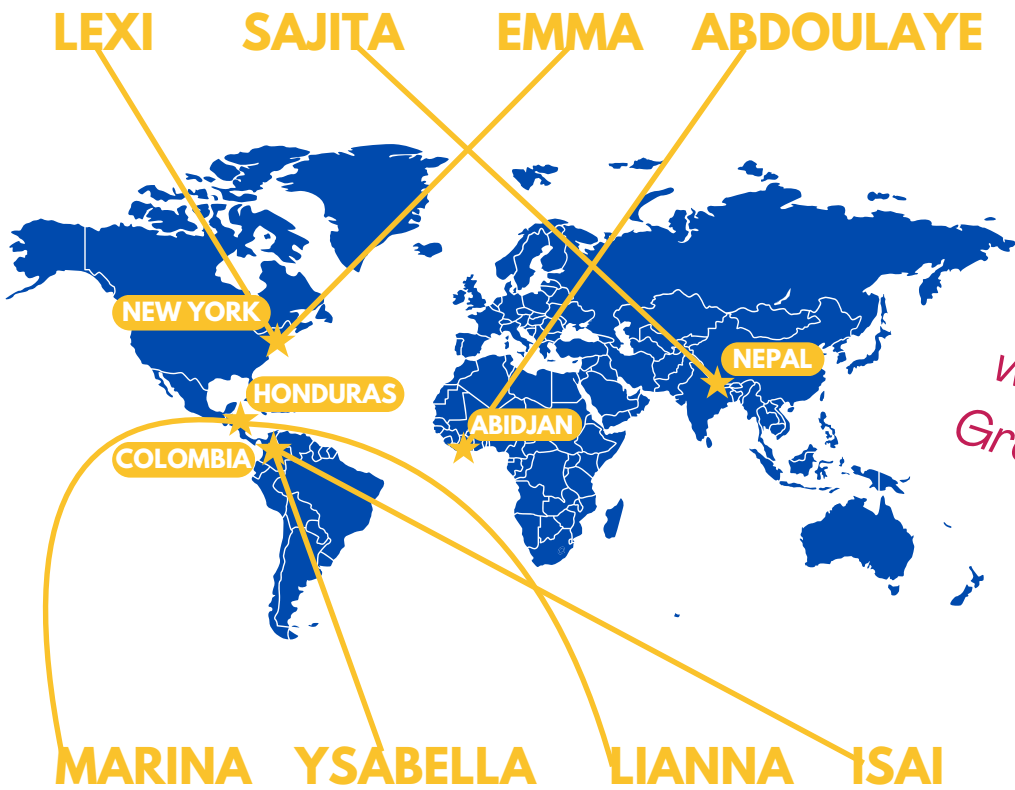 LEXI SAJITA EMMA ABDOULAYE
NEW YORK
NEPAL
HONDURAS
ABIDJAN
COLOMBIA
MARINA YSABELLA LIANNA ISAI